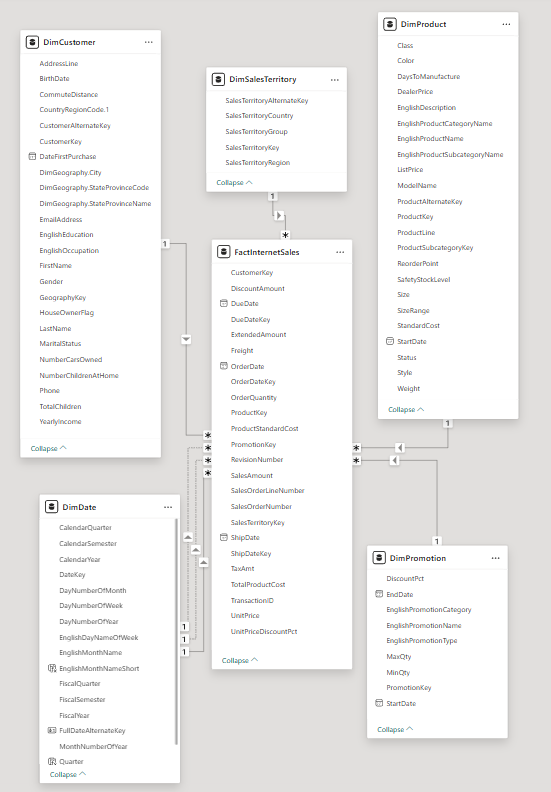 DimCustomer
AddressLine
BirthDate
CommuteDistance
CountryRegionCode.1
CustomerAlternateKey
CustomerKey
DateFirstPurchase
DimGeography.City
DimGeography.StateProvinceCode
DimGeography.StateProvinceName
EmailAddress
EnglishEducation
EnglishOccupation
FirstName
Gender
GeographyKey
HouseOwnerFlag
LastName
MaritalStatus
NumberCarsOwned
NumberChildrenAtHome
Phone
TotalChildren
YearlyIncome
Collapse
DimSalesTerritory
SalesTerritoryAlternateKey
SalesTerritoryCountry
SalesTerritoryGroup
SalesTerritoryKey
SalesTerritoryRegion
Collapse
DimProduct
Class
Color
DaysToManufacture
DealerPrice
EnglishDescription
EnglishProductCategoryName
EnglishProductName
EnglishProductSubcategoryName
ListPrice
ModelName
ProductAlternateKey
ProductKey
ProductLine
ProductSubcategoryKey
ReorderPoint
SafetyStockLevel
Size
SizeRange
StandardCost
StartDate
Status
Style
Weight
Collapse
1
*
1
*
1
*
FactInternetSales
CustomerKey
DiscountAmount
DueDate
DueDateKey
ExtendedAmount
Freight
OrderDate
OrderDateKey
OrderQuantity
ProductKey
ProductStandardCost
PromotionKey
RevisionNumber
SalesAmount
SalesOrderLineNumber
SalesOrderNumber
SalesTerritoryKey
ShipDate
ShipDateKey
TaxAmt
TotalProductCost
TransactionID
UnitPrice
UnitPriceDiscountPct
Collapse
*
*
*
1
1
1
*
1
DimDate
CalendarQuarter
CalendarSemester
CalendarYear
DateKey
DayNumberOfMonth
DayNumberOfWeek
DayNumberOfYear
EnglishDayNameOfWeek
EnglishMonthName
EnglishMonthNameShort
FiscalQuarter
FiscalSemester
FiscalYear
FullDateAlternateKey
MonthNumberOfYear
Quarter
Collapse
DimPromotion
DiscountPct
EndDate
EnglishPromotionCategory
EnglishPromotionName
EnglishPromotionType
MaxQty
MinQty
PromotionKey
StartDate
Collapse